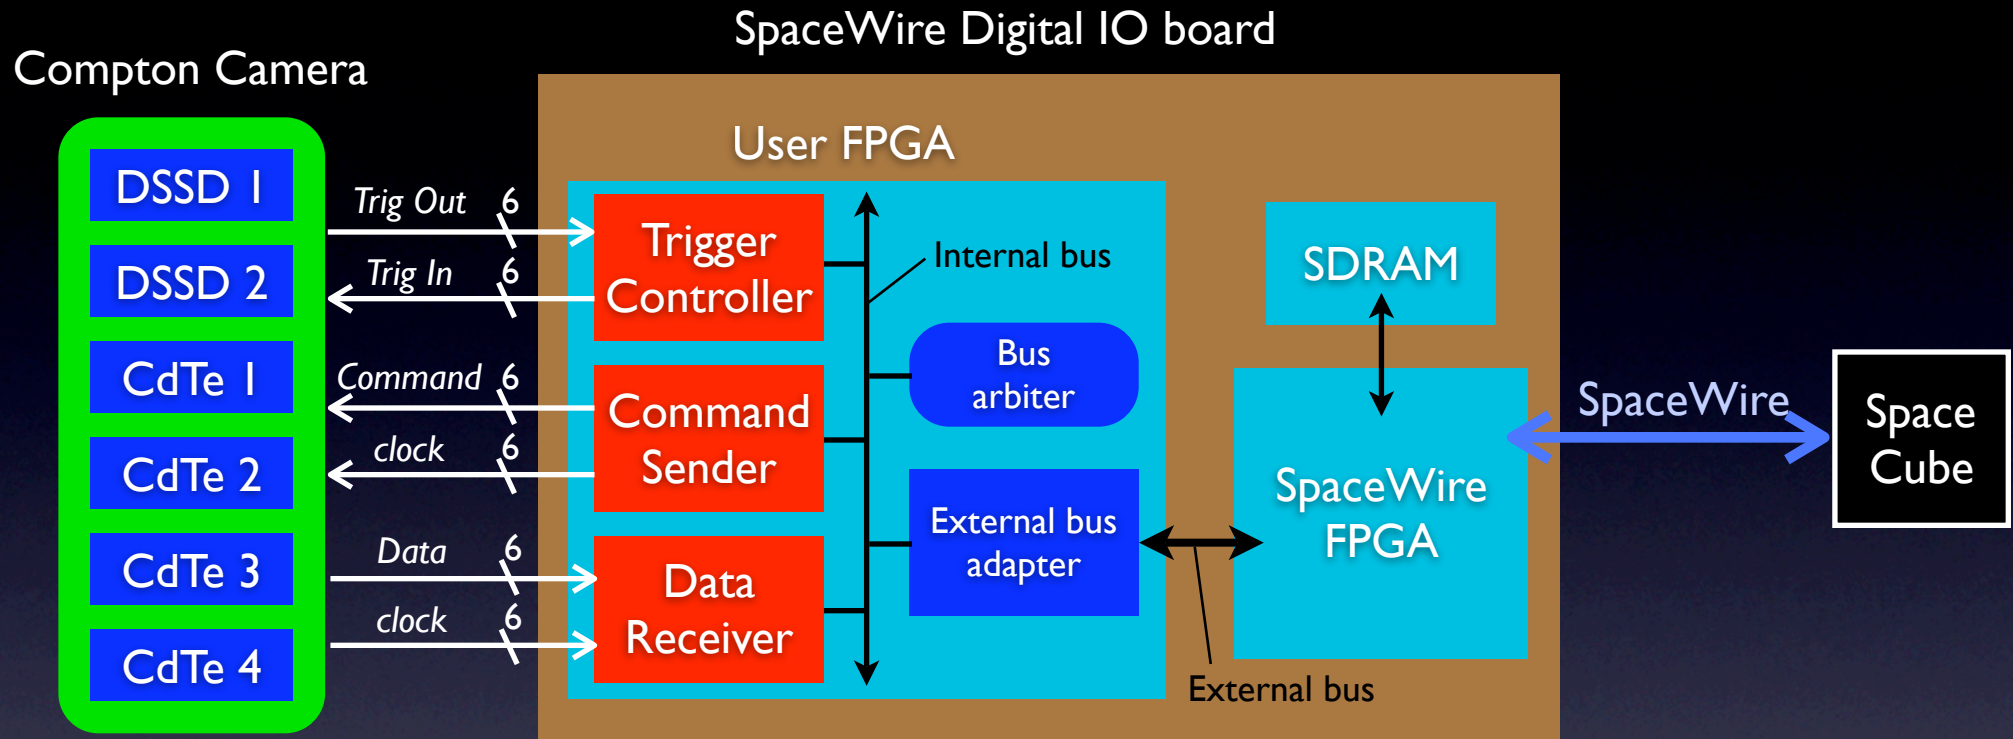 SpaceWire Digital IO board
Compton Camera
DSSD 1
DSSD 2
CdTe 1
CdTe 2
CdTe 3
CdTe 4
Trig Out 6
Trig In 6
Command 6
clock 6
Data 6
clock 6
User FPGA
Trigger
Controller
Command
Sender
Data
Receiver
Internal bus
Bus
arbiter
External bus
adapter
External bus
SDRAM
SpaceWire
FPGA
SpaceWire
Space
Cube